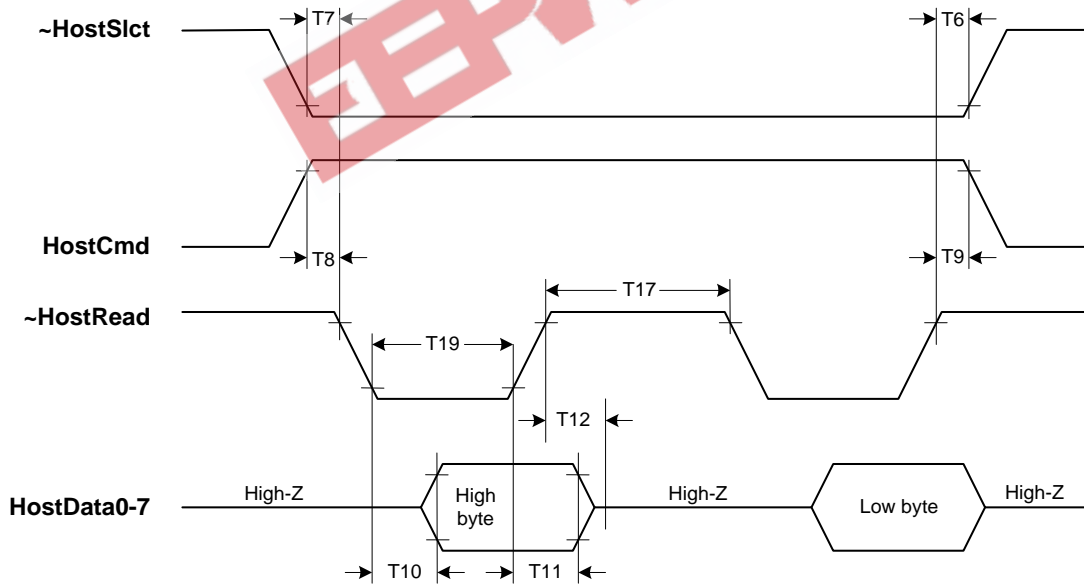 ~HostSlct
T7
T6
HostCmd
T8
T9
~HostRead
T17
T19
T12
HostData0-7
High-Z
High
byte
High-Z
Low byte
High-Z
T10
T11